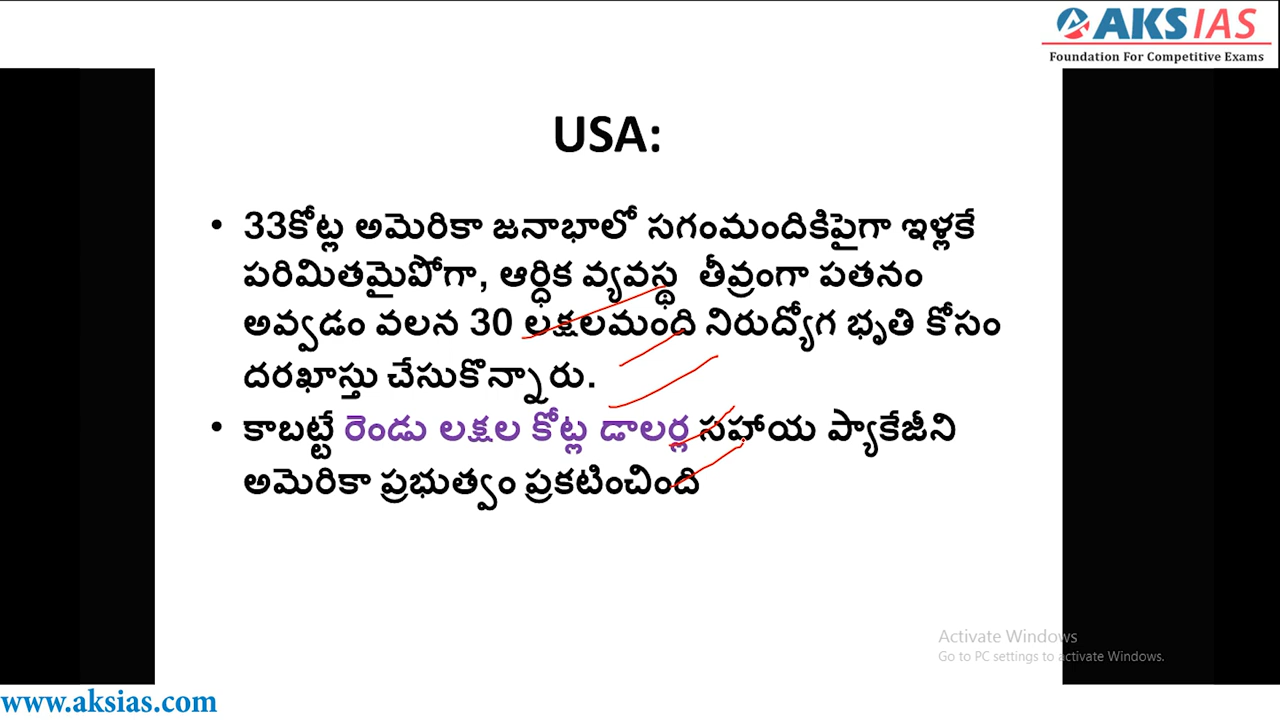 AKS IAS
Foundation For Competitive Exams
USA:
• 33కోట్ల అమెరికా జనాభాలో సగంమందికిపైగా ఇళ్లకే
పరిమితమైపోగా, ఆర్ధిక వ్యవస్థ తీవ్రంగా పతనం
అవ్వడం వలన 30 లక్షలమంది నిరుద్యోగ భృతి కోసం
దరఖాస్తు చేసుకొన్నారు.
• కాబట్టే రెండు లక్షల కోట్ల డాలర్ల సహాయ ప్యాకేజీని
అమెరికా ప్రభుత్వం ప్రకటించింది
Activate Windows
Go to PC settings to activate Windows.
www.aksias.com